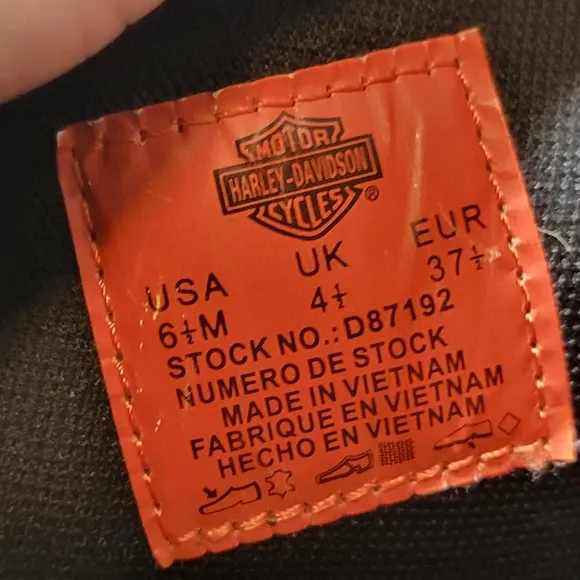 MOTOR
HARLEY-DAVIDSON
CYCLES ®
USA UK EUR
6½M 4½ 37½
STOCK NO.:D87192
NUMERO DE STOCK
MADE IN VIETNAM
FABRIQUE EN VIETNAM
HECHO EN VIETNAM